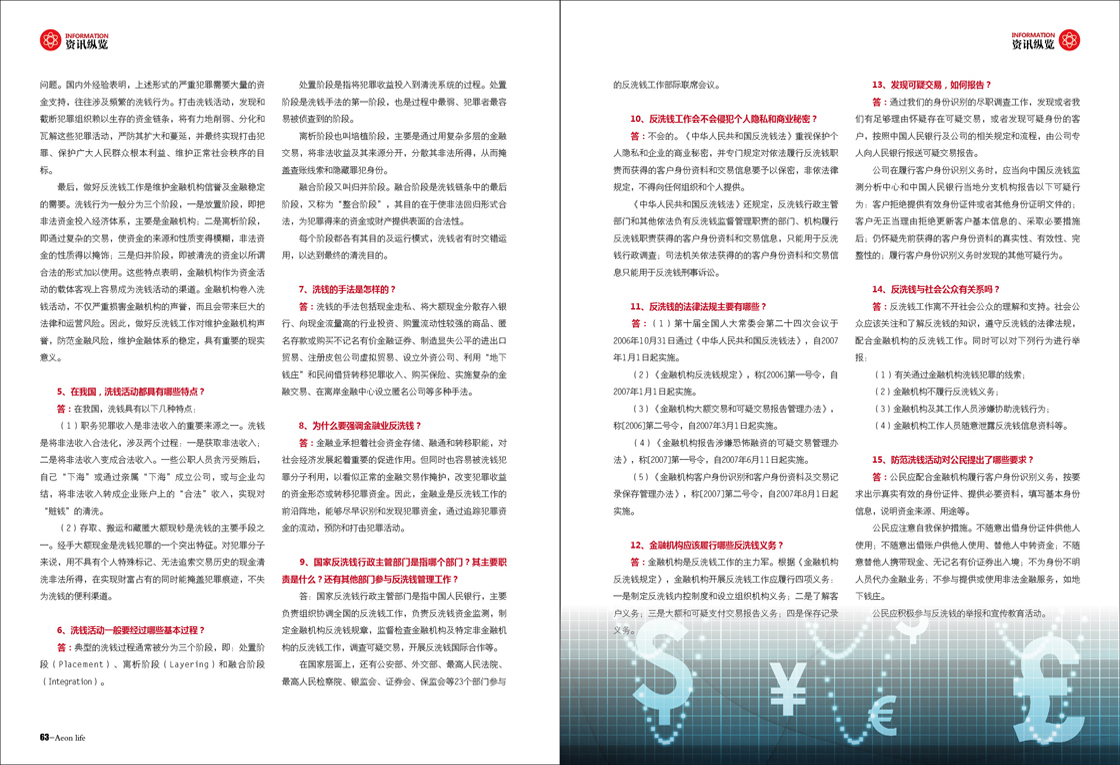 INFORMATION
资讯纵览
问题。国内外经验表明，上述形式的严重犯罪需要大量的资
金支持，往往涉及频繁的洗钱行为。打击洗钱活动，发现和
截断犯罪组织赖以生存的资金链条，将有力地削弱、分化和
瓦解这些犯罪活动，严防其扩大和蔓延，并最终实现打击犯
罪、保护广大人民群众根本利益、维护正常社会秩序的目
标。
最后，做好反洗钱工作是维护金融机构信誉及金融稳定
的需要。洗钱行为一般分为三个阶段，一是放置阶段，即把
非法资金投入经济体系，主要是金融机构；二是离析阶段，
即通过复杂的交易，使资金的来源和性质变得模糊，非法资
金的性质得以掩饰；三是归并阶段，即被清洗的资金以所谓
合法的形式加以使用。这些特点表明，金融机构作为资金活
动的载体客观上容易成为洗钱活动的渠道。金融机构卷入洗
钱活动，不仅严重损害金融机构的声誉，而且会带来巨大的
法律和运营风险。因此，做好反洗钱工作对维护金融机构声
誉，防范金融风险，维护金融体系的稳定，具有重要的现实
意义。
5、在我国，洗钱活动都具有哪些特点？
答：在我国，洗钱具有以下几种特点：
（1）职务犯罪收入是非法收入的重要来源之一。洗钱
是将非法收入合法化，涉及两个过程：一是获取非法收入；
二是将非法收入变成合法收入。一些公职人员贪污受贿后，
自己“下海”或通过亲属“下海”成立公司，或与企业勾
结，将非法收入转成企业账户上的“合法”收入，实现对
“赃钱”的清洗。
（2）存取、搬运和藏匿大额现钞是洗钱的主要手段之
一。经手大额现金是洗钱犯罪的一个突出特征。对犯罪分子
来说，用不具有个人特殊标记、无法追索交易历史的现金清
洗非法所得，在实现财富占有的同时能掩盖犯罪痕迹，不失
为洗钱的便利渠道。
6、洗钱活动一般要经过哪些基本过程？
答：典型的洗钱过程通常被分为三个阶段，即：处置阶
段（Placement）、离析阶段（Layering）和融合阶段
（Integration）。
处置阶段是指将犯罪收益投入到清洗系统的过程。处置
阶段是洗钱手法的第一阶段，也是过程中最弱、犯罪者最容
易被侦查到的阶段。
离析阶段也叫培植阶段，主要是通过用复杂多层的金融
交易，将非法收益及其来源分开，分散其非法所得，从而掩
盖查账线索和隐藏罪犯身份。
融合阶段又叫归并阶段。融合阶段是洗钱链条中的最后
阶段，又称为“整合阶段”，其目的在于使非法回归形式合
法，为犯罪得来的资金或财产提供表面的合法性。
每个阶段都各有其目的及运行模式，洗钱者有时交错运
用，以达到最终的清洗目的。
7、洗钱的手法是怎样的？
答：洗钱的手法包括现金走私、将大额现金分散存入银
行、向现金流量高的行业投资、购置流动性较强的商品、匿
名存款或购买不记名有价金融证券、制造显失公平的进出口
贸易、注册皮包公司虚拟贸易、设立外资公司、利用“地下
钱庄”和民间借贷转移犯罪收入、购买保险、实施复杂的金
融交易、在离岸金融中心设立匿名公司等多种手法。
8、为什么要强调金融业反洗钱？
答：金融业承担着社会资金存储、融通和转移职能，对
社会经济发展起着重要的促进作用。但同时也容易被洗钱犯
罪分子利用，以看似正常的金融交易作掩护，改变犯罪收益
的资金形态或转移犯罪资金。因此，金融业是反洗钱工作的
前沿阵地，能够尽早识别和发现犯罪资金，通过追踪犯罪资
金的流动，预防和打击犯罪活动。
9、国家反洗钱行政主管部门是指哪个部门？其主要职
责是什么？还有其他部门参与反洗钱管理工作？
答：国家反洗钱行政主管部门是指中国人民银行，主要
负责组织协调全国的反洗钱工作，负责反洗钱资金监测，制
定金融机构反洗钱规章，监督检查金融机构及特定非金融机
构的反洗钱工作，调查可疑交易，开展反洗钱国际合作等。
在国家层面上，还有公安部、外交部、最高人民法院、
最高人民检察院、银监会、证券会、保监会等23个部门参与
63—Aeon life
INFORMATION
资讯纵览
的反洗钱工作部际联席会议。
10、反洗钱工作会不会侵犯个人隐私和商业秘密？
答：不会的。《中华人民共和国反洗钱法》重视保护个
人隐私和企业的商业秘密，并专门规定对依法履行反洗钱职
责而获得的客户身份资料和交易信息要予以保密，非依法律
规定，不得向任何组织和个人提供。
《中华人民共和国反洗钱法》还规定，反洗钱行政主管
部门和其他依法负有反洗钱监督管理职责的部门、机构履行
反洗钱职责获得的客户身份资料和交易信息，只能用于反洗
钱行政调查；司法机关依法获得的的客户身份资料和交易信
息只能用于反洗钱刑事诉讼。
11、反洗钱的法律法规主要有哪些？
答：（1）第十届全国人大常委会第二十四次会议于
2006年10月31日通过《中华人民共和国反洗钱法》，自2007
年1月1日起实施。
（2）《金融机构反洗钱规定》，称[2006]第一号令，自
2007年1月1日起实施。
（3）《金融机构大额交易和可疑交易报告管理办法》，
称[2006]第二号令，自2007年3月1日起实施。
（4）《金融机构报告涉嫌恐怖融资的可疑交易管理办
法》，称[2007]第一号令，自2007年6月11日起实施。
（5）《金融机构客户身份识别和客户身份资料及交易记
录保存管理办法》，称[2007]第二号令，自2007年8月1日起
实施。
12、金融机构应该履行哪些反洗钱义务？
答：金融机构是反洗钱工作的主力军。根据《金融机构
反洗钱规定》，金融机构开展反洗钱工作应履行四项义务：
一是制定反洗钱内控制度和设立组织机构义务；二是了解客
户义务；三是大额和可疑支付交易报告义务；四是保存记录
义务。
13、发现可疑交易，如何报告？
答：通过我们的身份识别的尽职调查工作，发现或者我
们有足够理由怀疑存在可疑交易，或者发现可疑身份的客
户，按照中国人民银行及公司的相关规定和流程，由公司专
人向人民银行报送可疑交易报告。
公司在履行客户身份识别义务时，应当向中国反洗钱监
测分析中心和中国人民银行当地分支机构报告以下可疑行
为：客户拒绝提供有效身份证件或者其他身份证明文件的；
客户无正当理由拒绝更新客户基本信息的、采取必要措施
后；仍怀疑先前获得的客户身份资料的真实性、有效性、完
整性的；履行客户身份识别义务时发现的其他可疑行为。
14、反洗钱与社会公众有关系吗？
答：反洗钱工作离不开社会公众的理解和支持。社会公
众应该关注和了解反洗钱的知识，遵守反洗钱的法律法规，
配合金融机构的反洗钱工作。同时可以对下列行为进行举
报：
（1）有关通过金融机构洗钱犯罪的线索；
（2）金融机构不履行反洗钱义务；
（3）金融机构及其工作人员涉嫌协助洗钱行为；
（4）金融机构工作人员随意泄露反洗钱信息资料等。
15、防范洗钱活动对公民提出了哪些要求？
答：公民应配合金融机构履行客户身份识别义务，按要
求出示真实有效的身份证件、提供必要资料，填写基本身份
信息，说明资金来源、用途等。
公民应注意自我保护措施。不随意出借身份证件供他人
使用；不随意出借账户供他人使用、替他人中转资金；不随
意替他人携带现金、无记名有价证券出入境；不为身份不明
人员代办金融业务；不参与提供或使用非法金融服务，如地
下钱庄。
公民应积极参与反洗钱的举报和宣传教育活动。
$
¥
€
$
£